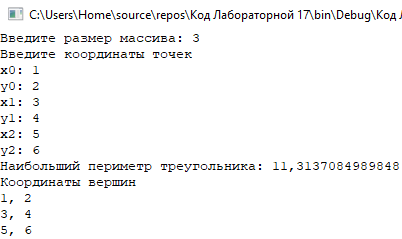 C:\Users\Home\source\repos\Код Лабораторной 17\bin\Debug\Код
Введите размер массива: 3
Введите координаты точек
x0: 1
y0: 2
x1: 3
y1: 4
x2: 5
y2: 6
Наибольший периметр треугольника: 11,3137084989848
Координаты вершин
1, 2
3, 4
5, 6